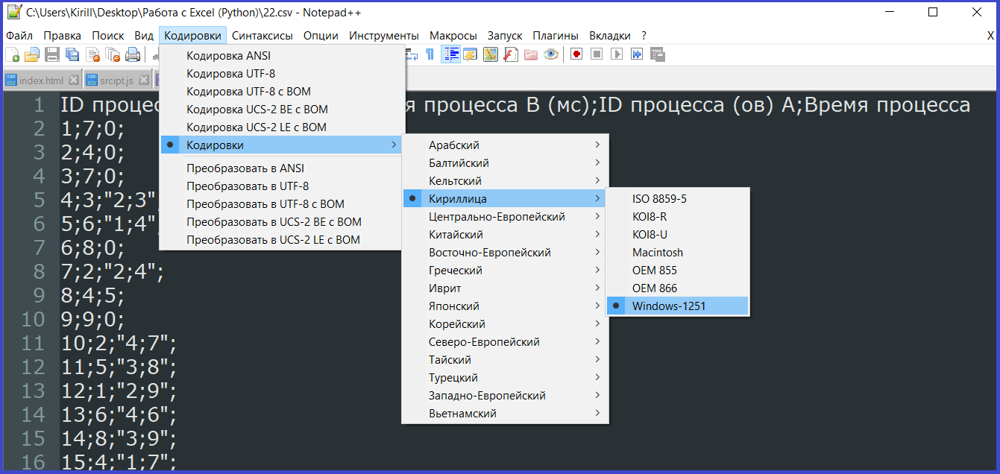 C:\Users\Kirill\Desktop\Работа с Excel (Python)\22.csv - Notepad++
Файл Правка Поиск Вид Кодировки Синтаксисы Опции Инструменты Макросы Запуск Плагины Вкладки ? X
index.html srcipt.js
Кодировка ANSI
Кодировка UTF-8
Кодировка UTF-8 с BOM
Кодировка UCS-2 BE с BOM
Кодировка UCS-2 LE с BOM
Кодировки
Преобразовать в ANSI
Преобразовать в UTF-8
Преобразовать в UTF-8 с BOM
Преобразовать в UCS-2 BE с BOM
Преобразовать в UCS-2 LE с BOM
Арабский
Балтийский
Кельтский
Кириллица
Центрально-Европейский
Китайский
Восточно-Европейский
Греческий
Иврит
Японский
Корейский
Северо-Европейский
Тайский
Турецкий
Западно-Европейский
Вьетнамский
ISO 8859-5
KOI8-R
KOI8-U
Macintosh
OEM 855
OEM 866
Windows-1251
1 ID процес я процесса B (мс);ID процесса (ов) A;Время процесса
2 1;7;0;
3 2;4;0;
4 3;7;0;
5 4;3;"2;3";
6 5;6;"1;4"
7 6;8;0;
8 7;2;"2;4";
9 8;4;5;
10 9;9;0;
11 10;2;"4;7";
12 11;5;"3;8";
13 12;1;"2;9";
14 13;6;"4;6";
15 14;8;"3;9";
16 15;4;"1;7";